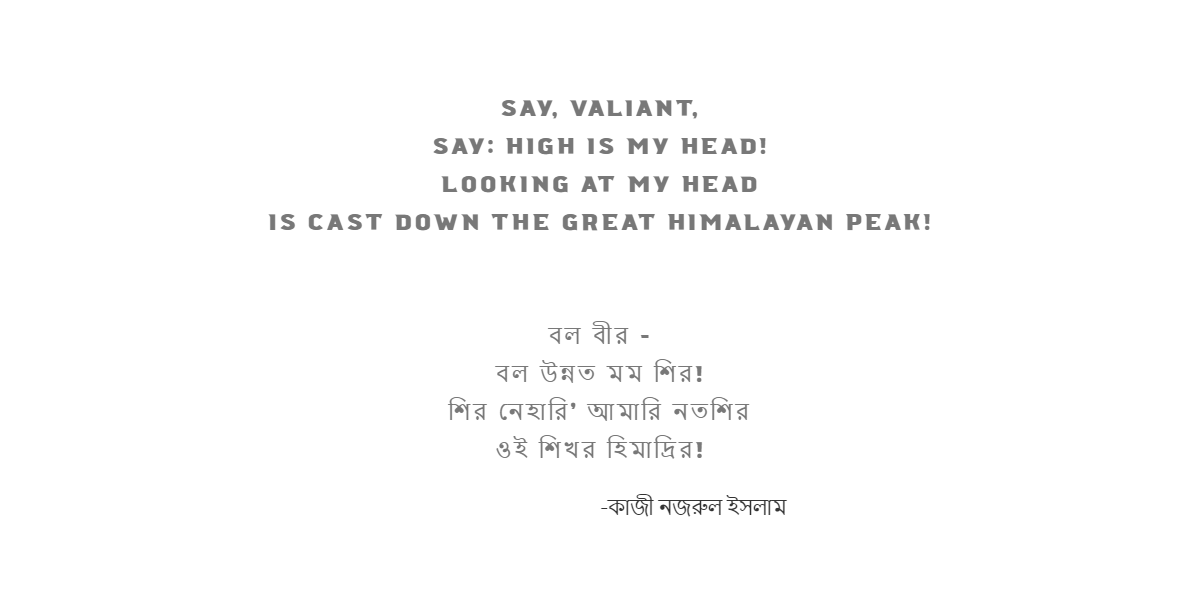 SAY, VALIANT,
SAY: HIGH IS MY HEAD!
LOOKING AT MY HEAD
IS CAST DOWN THE GREAT HIMALAYAN PEAK!
বল বীর -
বল উন্নত মম শির!
শির নেহারি' আমারি নতশির
ওই শিখর হিমাদ্রির!
-কাজী নজরুল ইসলাম